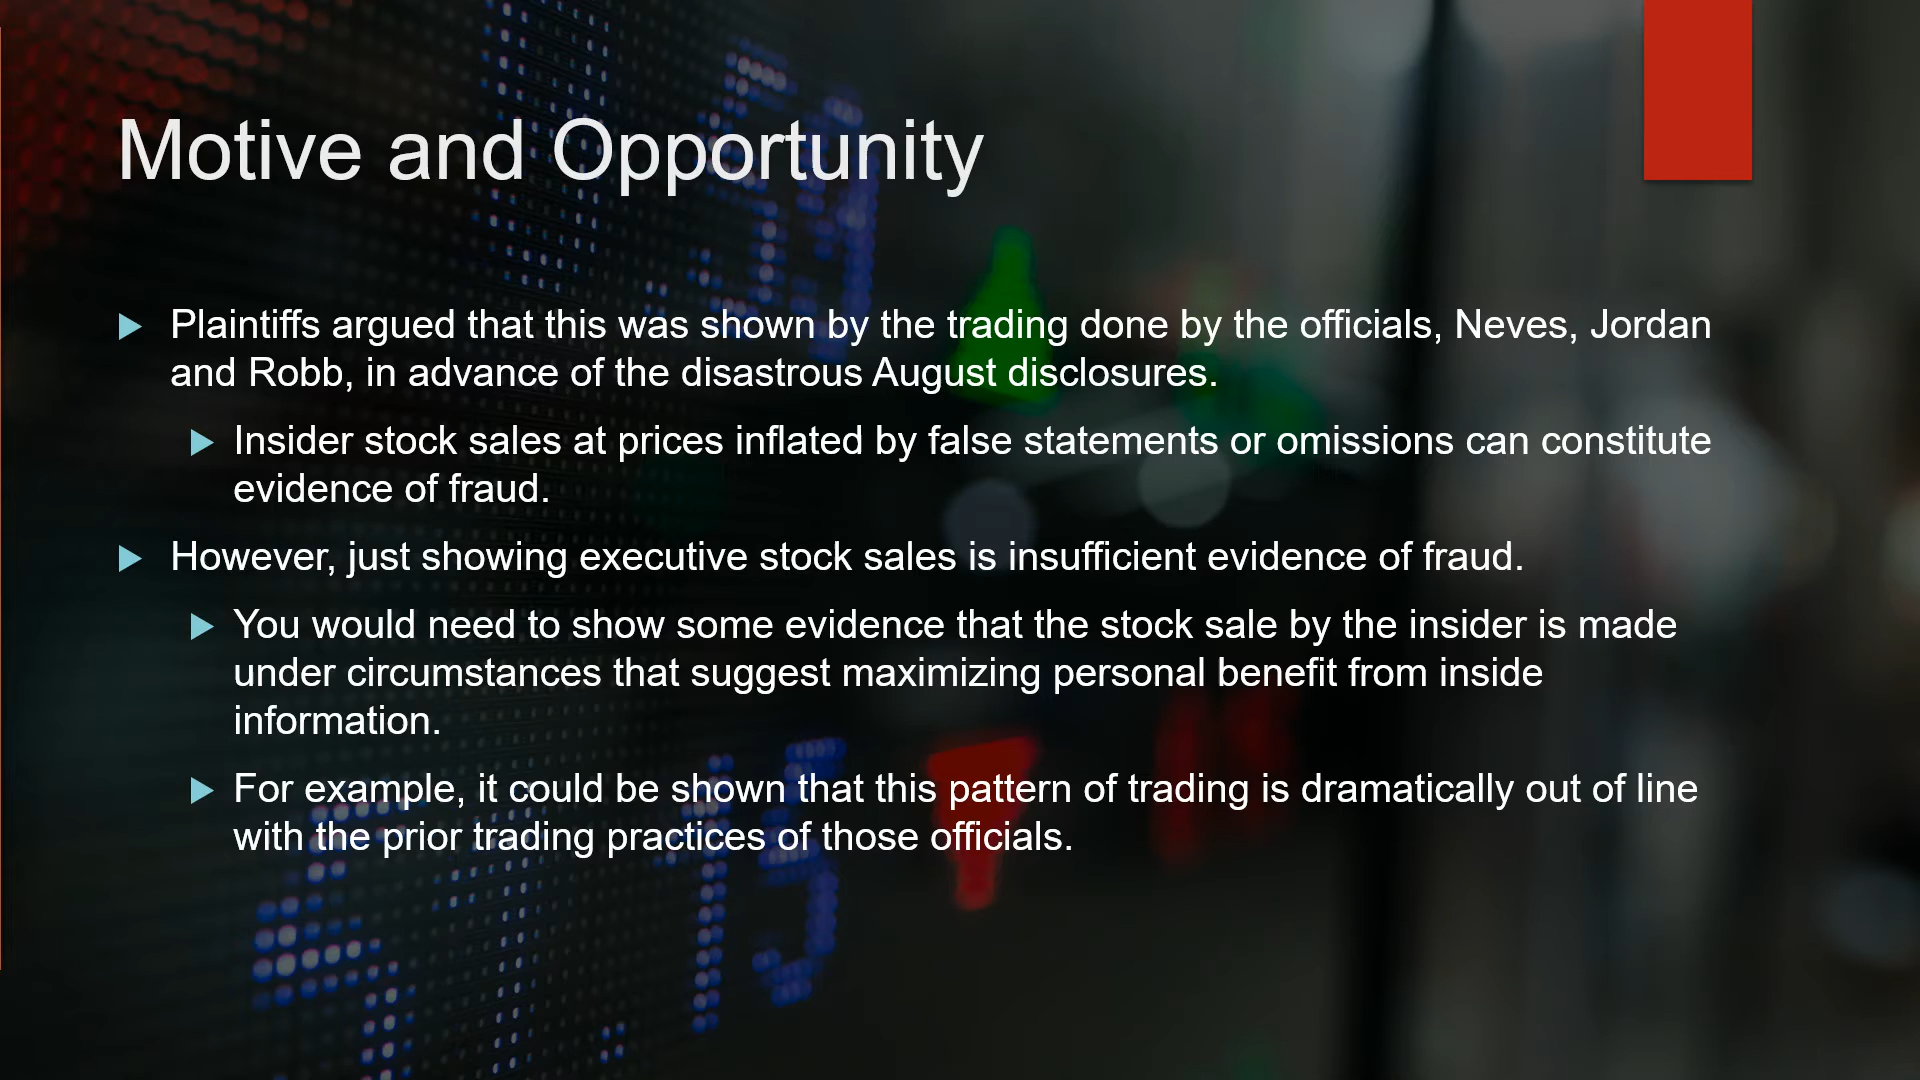 Motive and Opportunity
Plaintiffs argued that this was shown by the trading done by the officials, Neves, Jordan
and Robb, in advance of the disastrous August disclosures.
Insider stock sales at prices inflated by false statements or omissions can constitute
evidence of fraud.
However, just showing executive stock sales is insufficient evidence of fraud.
You would need to show some evidence that the stock sale by the insider is made
under circumstances that suggest maximizing personal benefit from inside
information.
For example, it could be shown that this pattern of trading is dramatically out of line
with the prior trading practices of those officials.